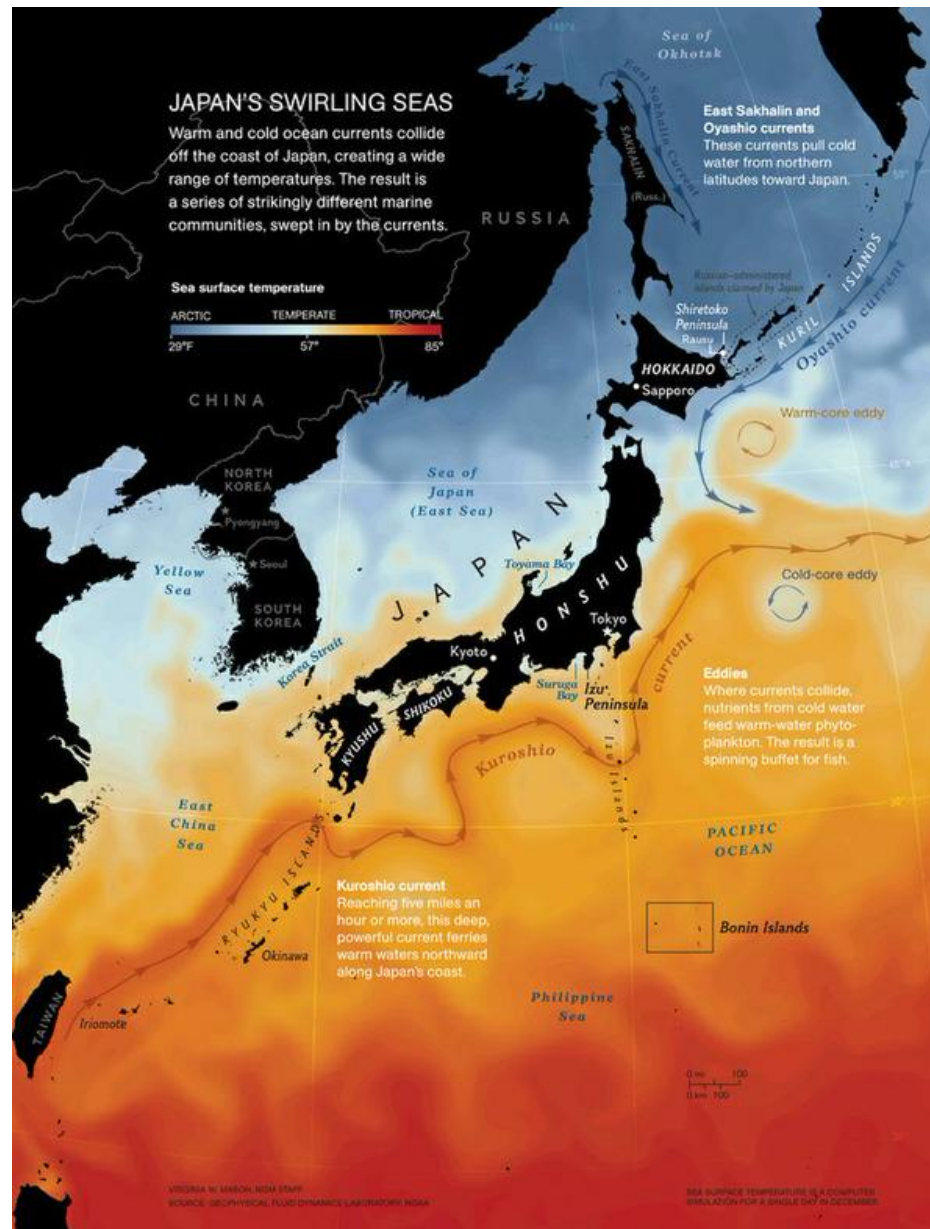 140°E
Sea of
Okhotsk
JAPAN'S SWIRLING SEAS
Warm and cold ocean currents collide
off the coast of Japan, creating a wide
range of temperatures. The result is
a series of strikingly different marine
communities, swept in by the currents.
East Sakhalin Current
East Sakhalin and
Oyashio currents
These currents pull cold
water from northern
latitudes toward Japan.
SAKHALIN
(Russ.)
50°
RUSSIA
Sea surface temperature
ARCTIC TEMPERATE TROPICAL
29°F 57° 85°
Russian-administered
islands claimed by Japan
KURIL ISLANDS
Oyashio current
Shiretoko
Peninsula
Rausu
HOKKAIDO
Sapporo
CHINA
Warm-core eddy
NORTH
KOREA
Pyongyang
Sea of
Japan
(East Sea)
40°N
JAPAN
Seoul
Yellow
Sea
SOUTH
KOREA
Toyama Bay
Cold-core eddy
HONSHU
Tokyo
Kyoto
Korea Strait
Suruga
Bay
Izu
Peninsula
SHIKOKU
KYUSHU
Kuroshio current
Izu Islands
Eddies
Where currents collide,
nutrients from cold water
feed warm-water phyto-
plankton. The result is a
spinning buffet for fish.
30°
East
China
Sea
PACIFIC
OCEAN
RYUKYU ISLANDS
Kuroshio current
Reaching five miles an
hour or more, this deep,
powerful current ferries
warm waters northward
along Japan's coast.
Okinawa
Bonin Islands
Philippine
Sea
TAIWAN
Iriomote
0 mi 100
0 km 100
VIRGINIA W. MASON, NGM STAFF
SOURCE: GEOPHYSICAL FLUID DYNAMICS LABORATORY, NOAA
SEA SURFACE TEMPERATURE IS A COMPUTER
SIMULATION FOR A SINGLE DAY IN DECEMBER.